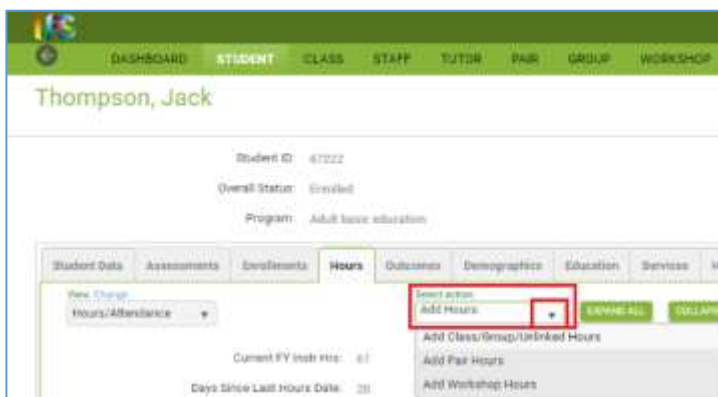 DASHBOARD STUDENT CLASS STAFF TUTOR PAIR GROUP WORKSHOP
Thompson, Jack
Student ID: 47222
Overall Status: Enrolled
Program: Adult basic education
Student Data Assessments Enrollments Hours Outcomes Demographics Education Services
View Change
Select action
Hours/Attendance
Add Hours
EXPAND ALL
Add Class/Group/Unlinked Hours
Current FY Instr Hrs: 67
Add Pair Hours
Days Since Last Hours Date: 28
Add Workshop Hours